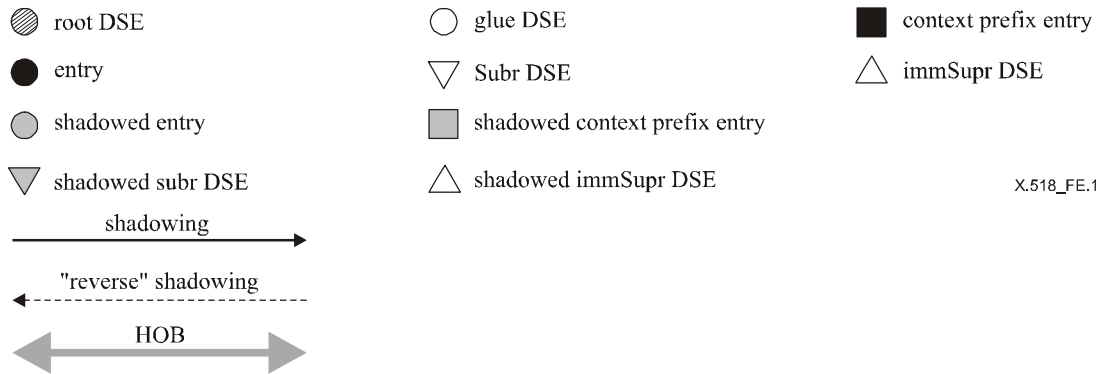 root DSE
glue DSE
context prefix entry
entry
Subr DSE
immSupr DSE
shadowed entry
shadowed context prefix entry
shadowed subr DSE
shadowed immSupr DSE
X.518_FE.1
shadowing
"reverse" shadowing
HOB